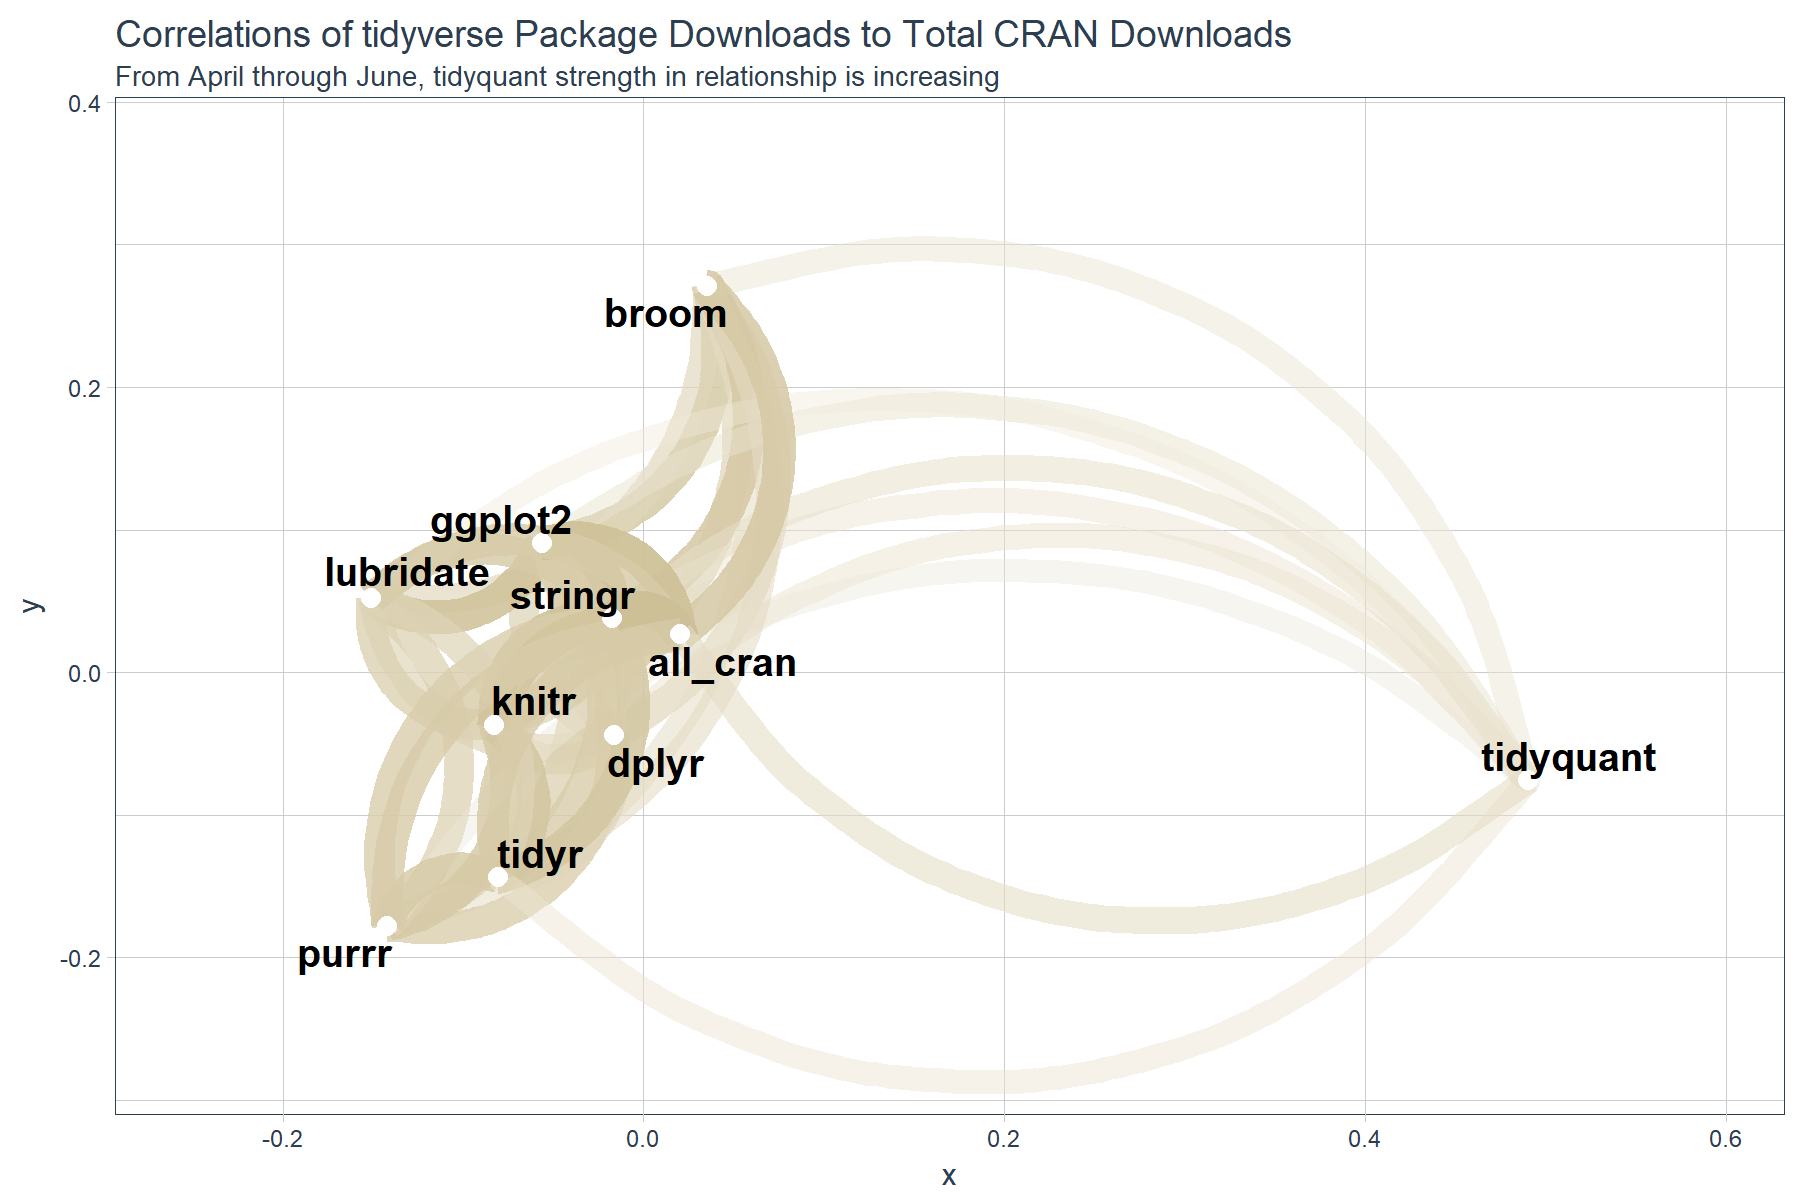 Correlations of tidyverse Package Downloads to Total CRAN Downloads
From April through June, tidyquant strength in relationship is increasing
0.4
0.2
0.0
-0.2
y
broom
ggplot2
lubridate
stringr
all_cran
knitr
dplyr
tidyquant
tidyr
purrr
-0.2 0.0 0.2 0.4 0.6
x